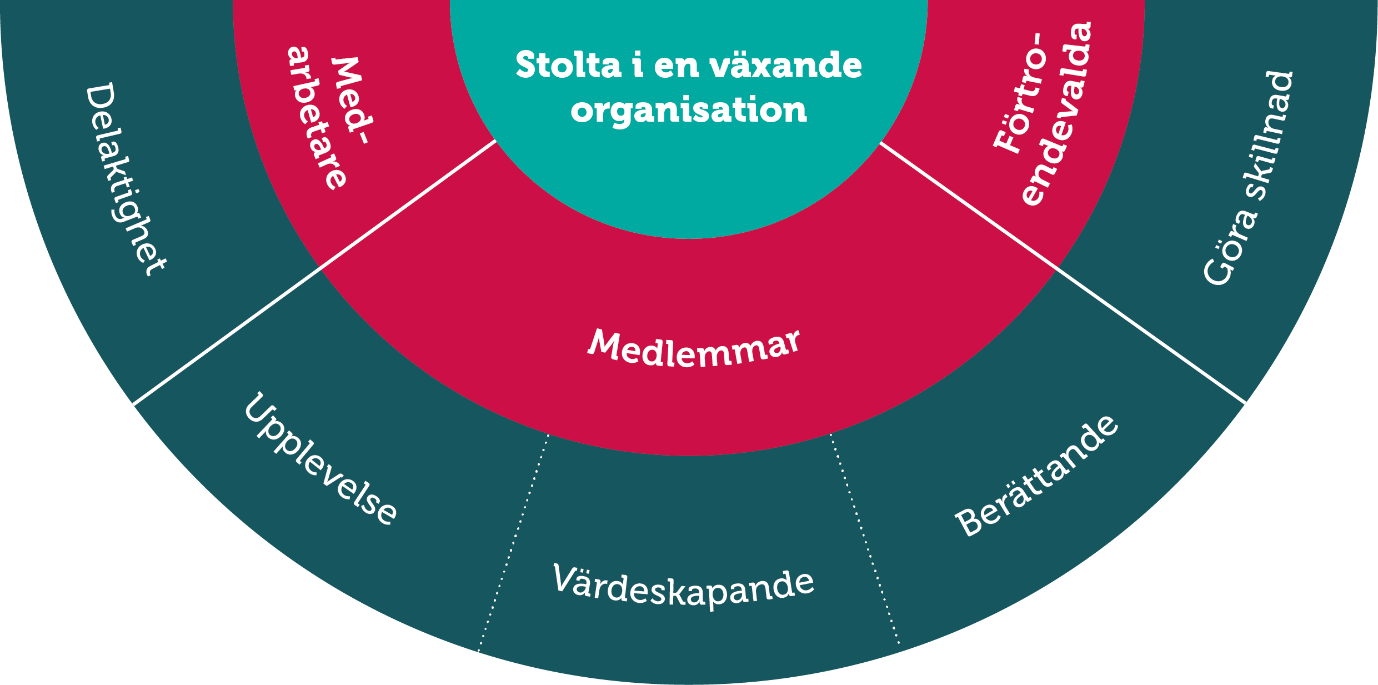 Stolta i en växande
organisation
Med-
arbetare
Medlemmar
Förtro-
endevalda
Delaktighet
Upplevelse
Värdeskapande
Berättande
Göra skillnad